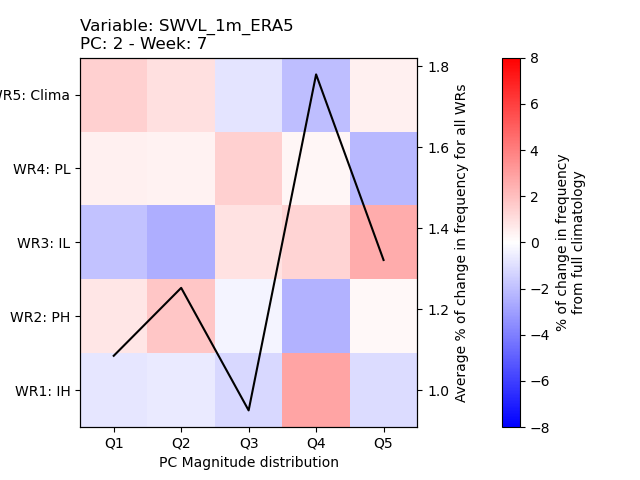 Variable: SWVL_1m_ERA5
PC: 2 - Week: 7
WR5: Clima
WR4: PL
WR3: IL
WR2: PH
WR1: IH
Q1 Q2 Q3 Q4 Q5
PC Magnitude distribution
1.8
1.6
1.4
1.2
1.0
Average % of change in frequency for all WRs
8
6
4
2
0
−2
−4
−6
−8
% of change in frequency
from full climatology